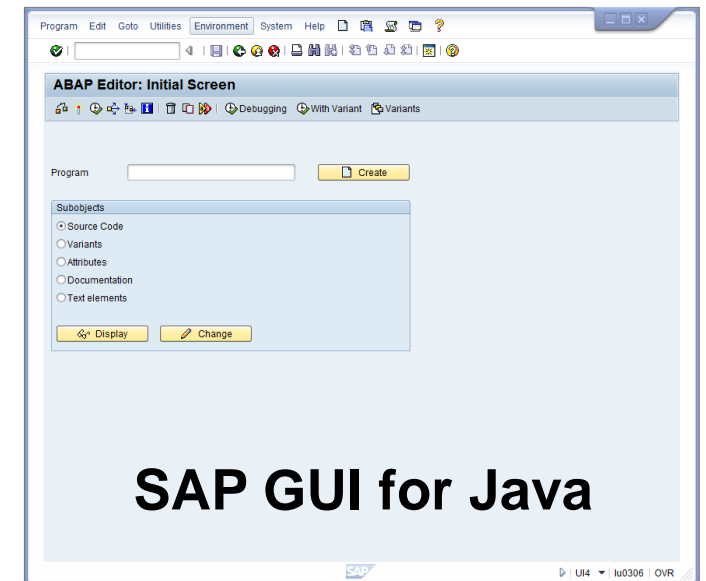 Program Edit Goto Utilities Environment System Help
ABAP Editor: Initial Screen
Debugging With Variant Variants
Program Create
Subobjects
Source Code
Variants
Attributes
Documentation
Text elements
Display Change
SAP GUI for Java
SAP UI4 lu0306 OVR